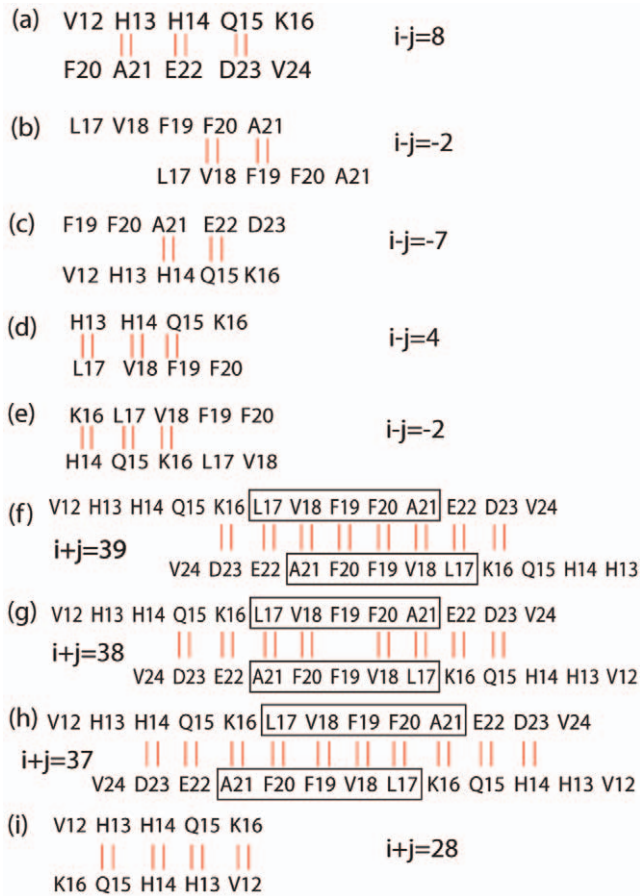 (a) V12 H13 H14 Q15 K16
i-j=8
F20 A21 E22 D23 V24
(b) L17 V18 F19 F20 A21
i-j=-2
L17 V18 F19 F20 A21
(c) F19 F20 A21 E22 D23
i-j=-7
V12 H13 H14 Q15 K16
(d) H13 H14 Q15 K16
i-j=4
L17 V18 F19 F20
(e) K16 L17 V18 F19 F20
i-j=-2
H14 Q15 K16 L17 V18
(f) V12 H13 H14 Q15 K16 L17 V18 F19 F20 A21 E22 D23 V24
i+j=39
V24 D23 E22 A21 F20 F19 V18 L17 K16 Q15 H14 H13
(g) V12 H13 H14 Q15 K16 L17 V18 F19 F20 A21 E22 D23 V24
i+j=38
V24 D23 E22 A21 F20 F19 V18 L17 K16 Q15 H14 H13 V12
(h) V12 H13 H14 Q15 K16 L17 V18 F19 F20 A21 E22 D23 V24
i+j=37
V24 D23 E22 A21 F20 F19 V18 L17 K16 Q15 H14 H13 V12
(i) V12 H13 H14 Q15 K16
i+j=28
K16 Q15 H14 H13 V12